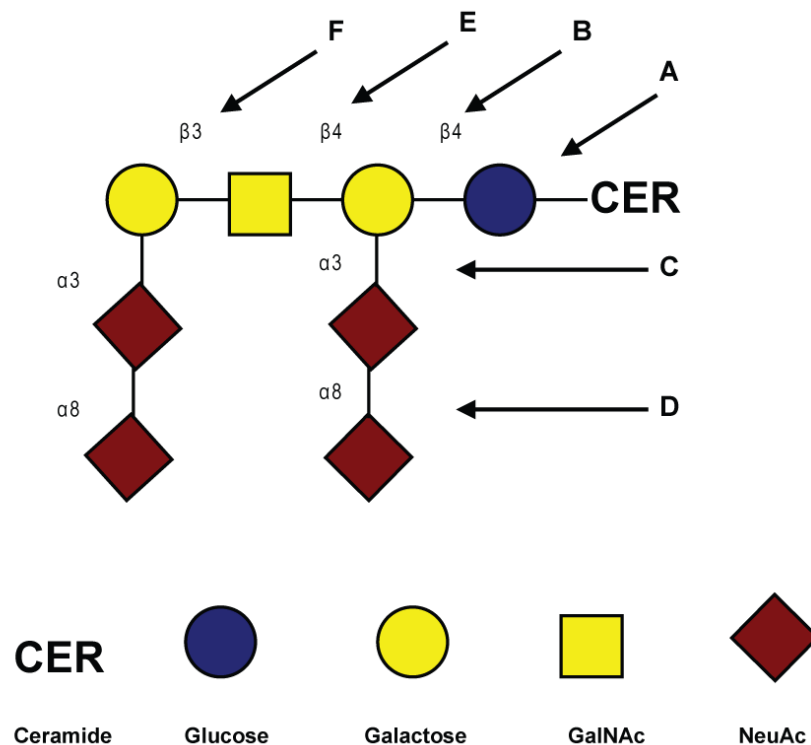 F
E
B
A
β3
β4
β4
CER
α3
α3
C
α8
α8
D
CER
Ceramide
Glucose
Galactose
GalNAc
NeuAc